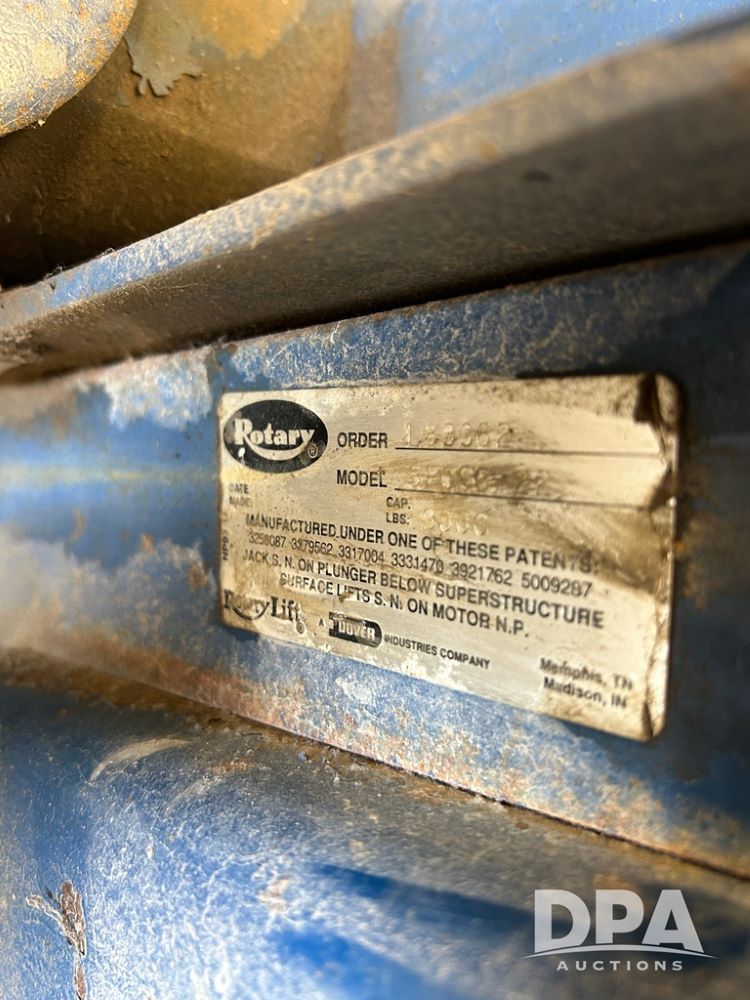 Rotary ®
ORDER
MODEL
DATE
MADE
CAP.
LBS.
MANUFACTURED UNDER ONE OF THESE PATENTS:
3258087 3379562 3317004 3331470 3921762 5009287
JACK S. N. ON PLUNGER BELOW SUPERSTRUCTURE
SURFACE LIFTS S. N. ON MOTOR N.P.
NP9
Rotary Lift
A DOVER INDUSTRIES COMPANY
Memphis, TN
Madison, IN
DPA
AUCTIONS